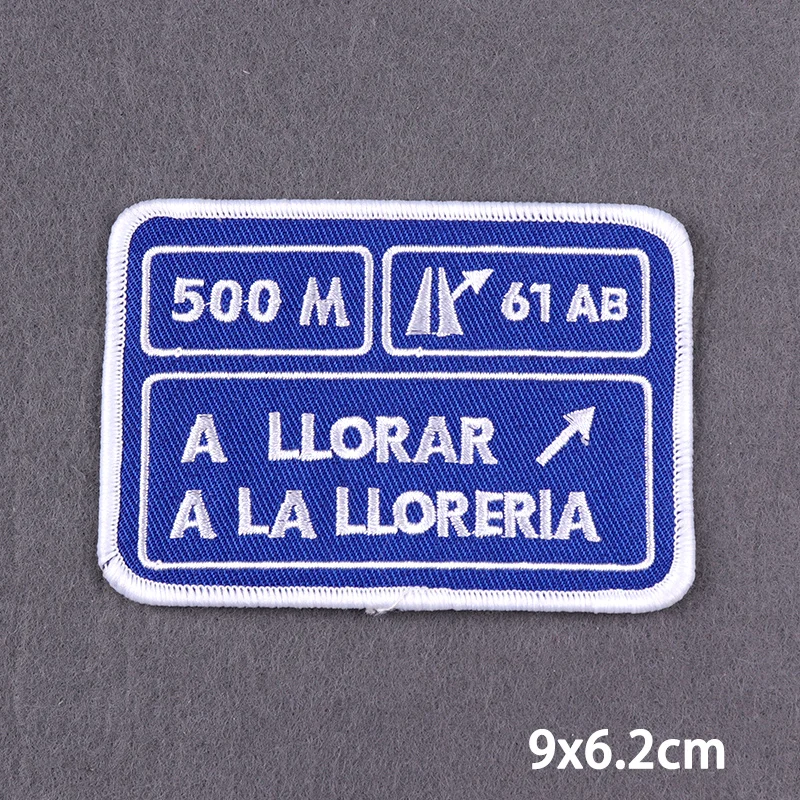 500 M
61 AB
A LLORAR
A LA LLORERIA
9x6.2cm